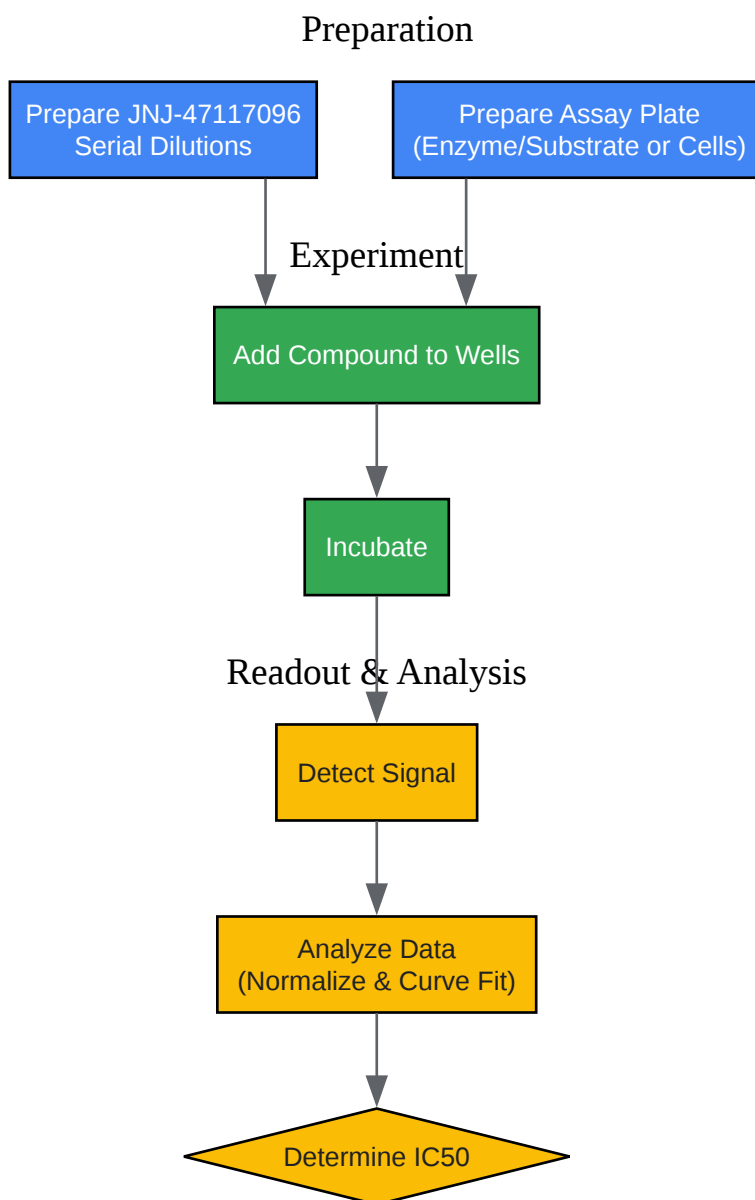 Preparation
Prepare JNJ-47117096
Serial Dilutions
Prepare Assay Plate
(Enzyme/Substrate or Cells)
Experiment
Add Compound to Wells
Incubate
Readout & Analysis
Detect Signal
Analyze Data
(Normalize & Curve Fit)
Determine IC50